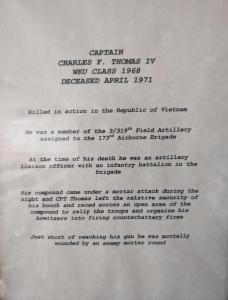 CAPTAIN
CHARLES F. THOMAS IV
WKU CLASS 1968
DECEASED APRIL 1971
Killed in action in the Republic of Vietnam
He was a member of the 3/319th Field Artillery
assigned to the 173rd Airborne Brigade
At the time of his death he was an artillery
liaison officer with an infantry battalion in the
brigade
His compound came under a mortar attack during the
night and CPT Thomas left the relative security of
his hooch and raced across an open area of the
compound to rally the troops and organise his
howitzers into firing counterbattery fires
Just short of reaching his gun he was mortally
wounded by an enemy mortar round